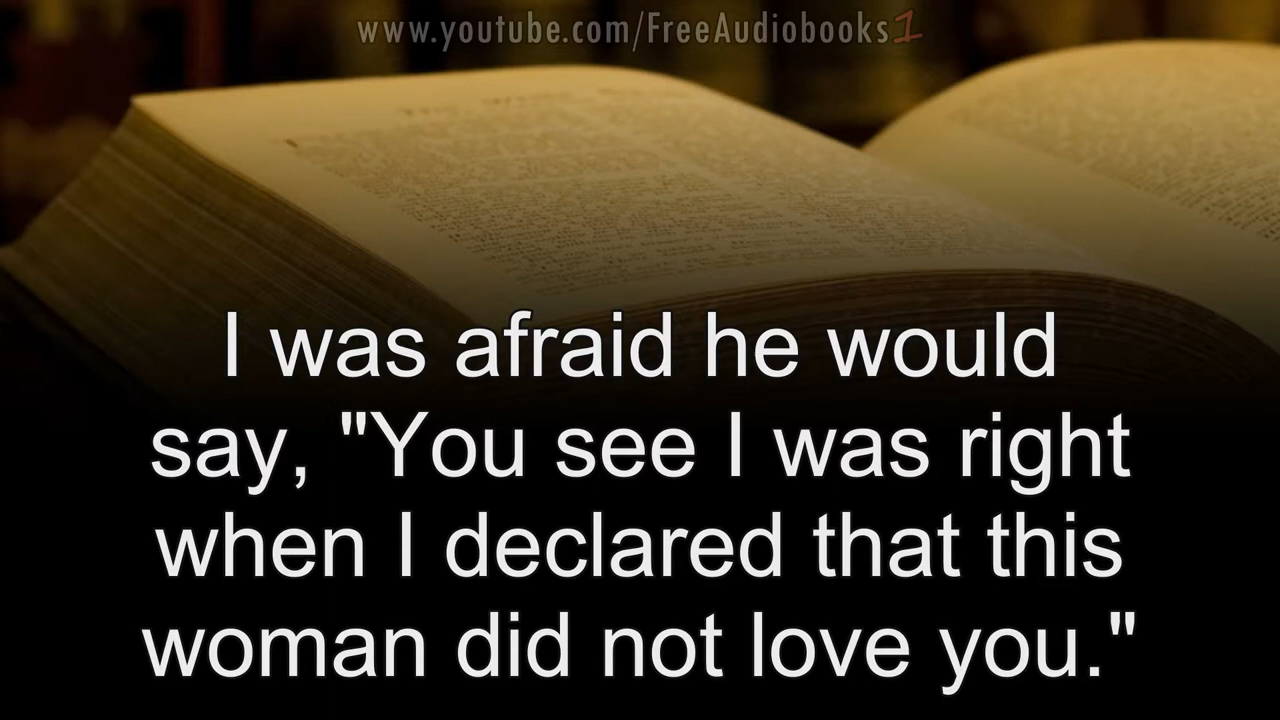 www.youtube.com/FreeAudiobooks1
I was afraid he would
say, "You see I was right
when I declared that this
woman did not love you."